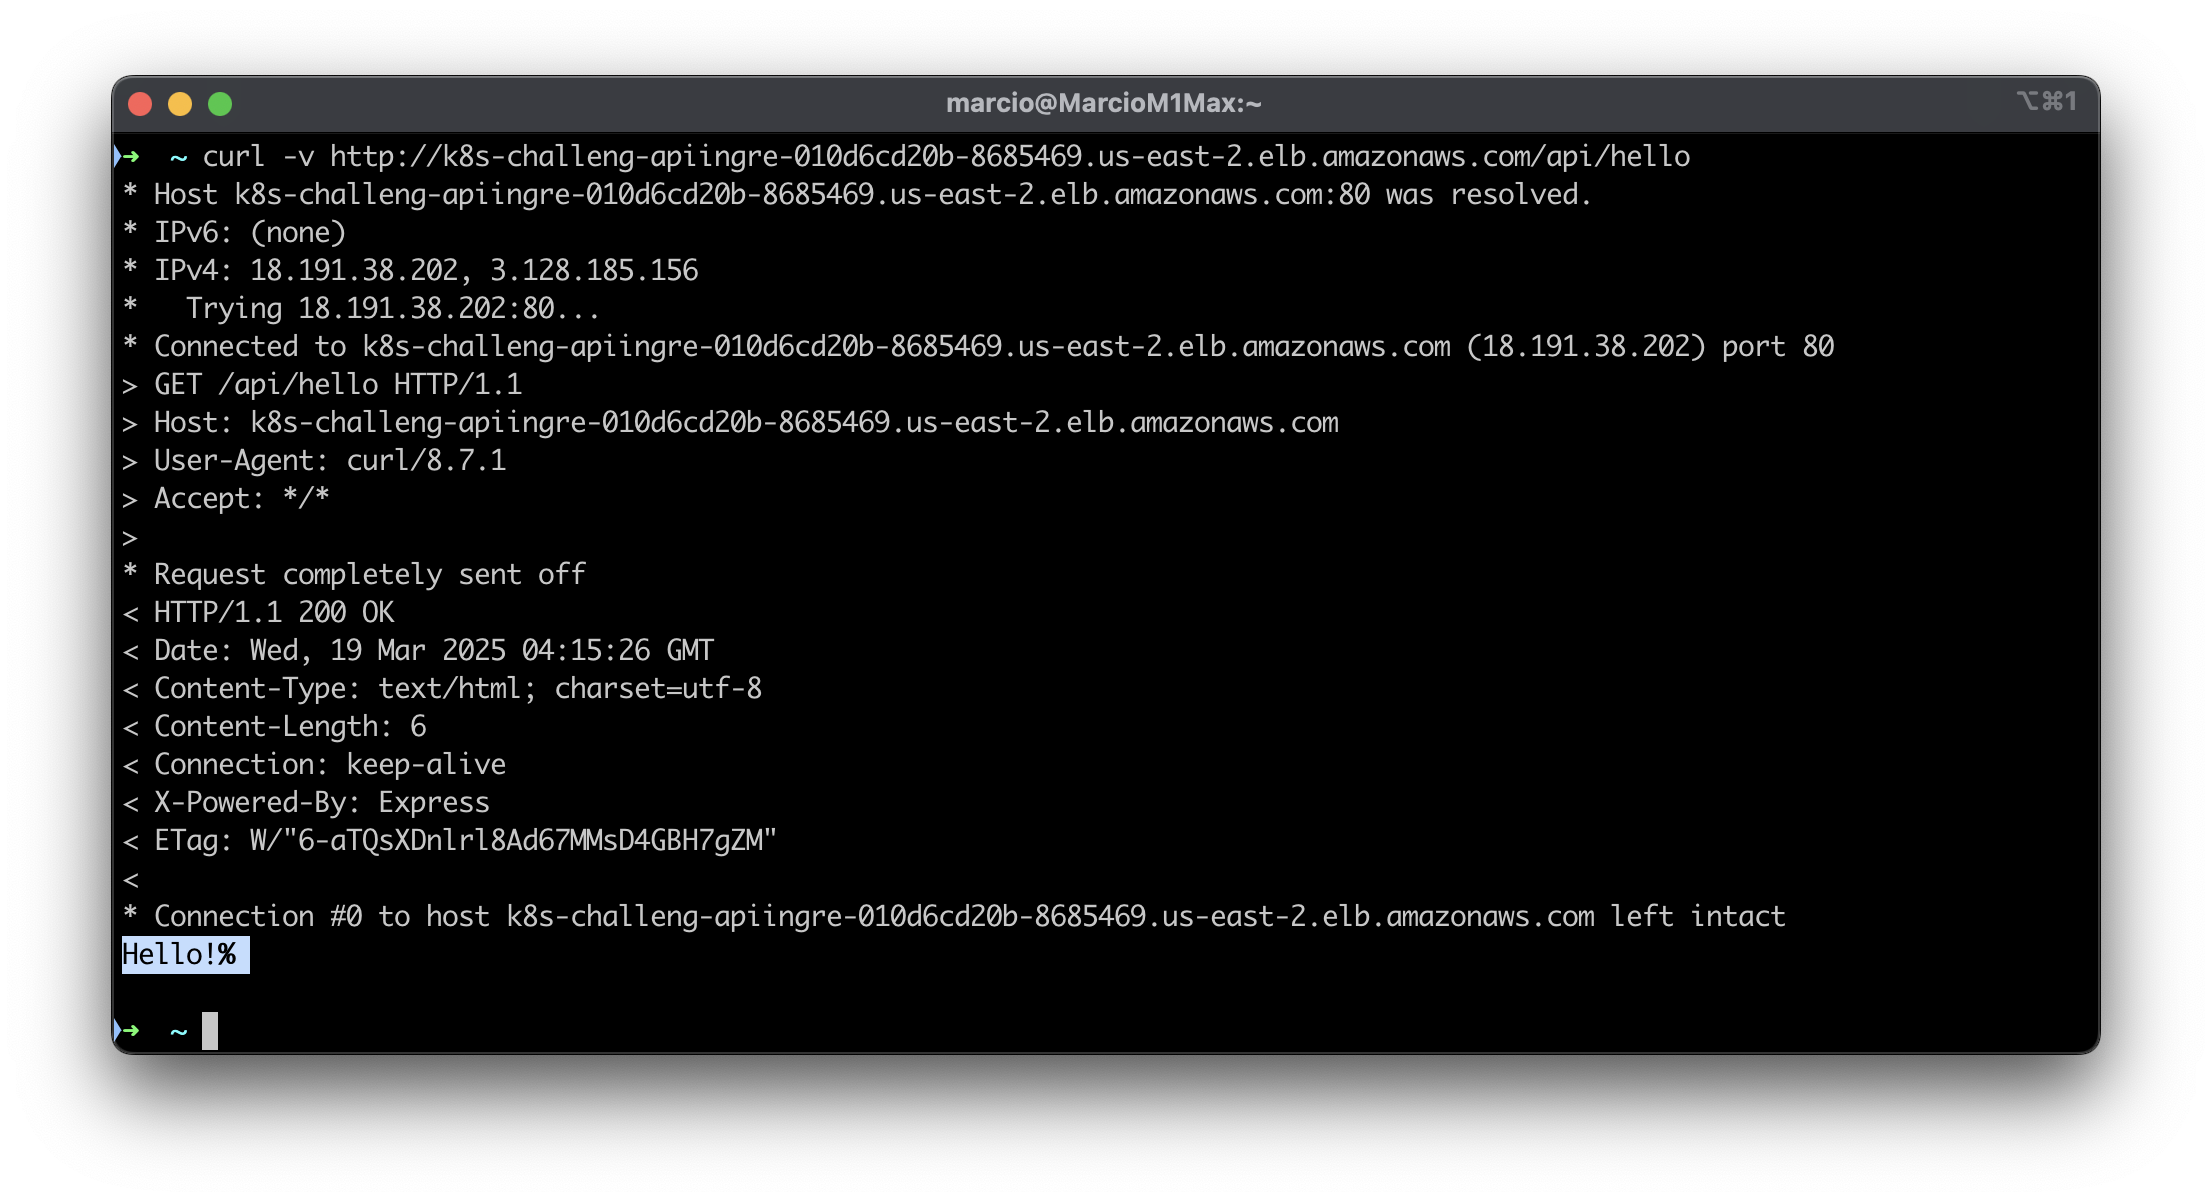 marcio@MarcioM1Max:~
⌥⌘1
➜  ~ curl -v http://k8s-challeng-apiingre-010d6cd20b-8685469.us-east-2.elb.amazonaws.com/api/hello
* Host k8s-challeng-apiingre-010d6cd20b-8685469.us-east-2.elb.amazonaws.com:80 was resolved.
* IPv6: (none)
* IPv4: 18.191.38.202, 3.128.185.156
*   Trying 18.191.38.202:80...
* Connected to k8s-challeng-apiingre-010d6cd20b-8685469.us-east-2.elb.amazonaws.com (18.191.38.202) port 80
> GET /api/hello HTTP/1.1
> Host: k8s-challeng-apiingre-010d6cd20b-8685469.us-east-2.elb.amazonaws.com
> User-Agent: curl/8.7.1
> Accept: */*
>
* Request completely sent off
< HTTP/1.1 200 OK
< Date: Wed, 19 Mar 2025 04:15:26 GMT
< Content-Type: text/html; charset=utf-8
< Content-Length: 6
< Connection: keep-alive
< X-Powered-By: Express
< ETag: W/"6-aTQsXDnlrl8Ad67MMsD4GBH7gZM"
<
* Connection #0 to host k8s-challeng-apiingre-010d6cd20b-8685469.us-east-2.elb.amazonaws.com left intact
Hello!%
➜  ~